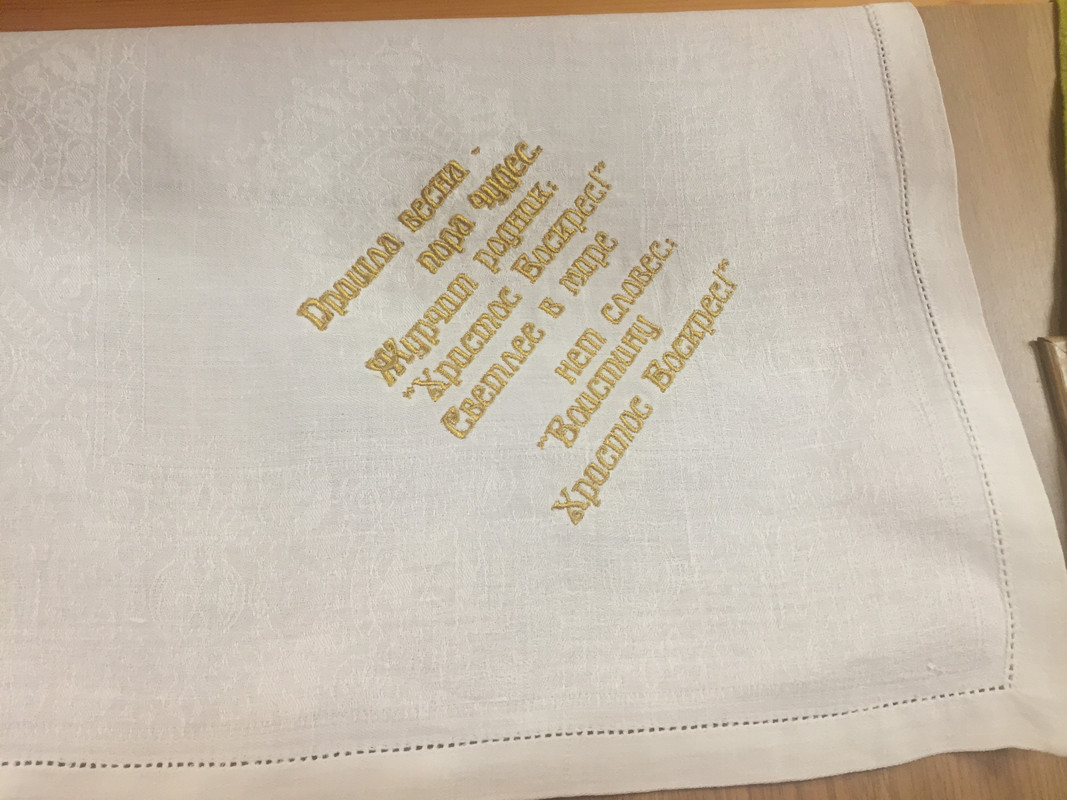 Пришла весна -
пора чудес.
Журчит родник:
"Христос Воскрес!"
Светлее в мире
нет словес:
"Воистину
Христос Воскрес!"